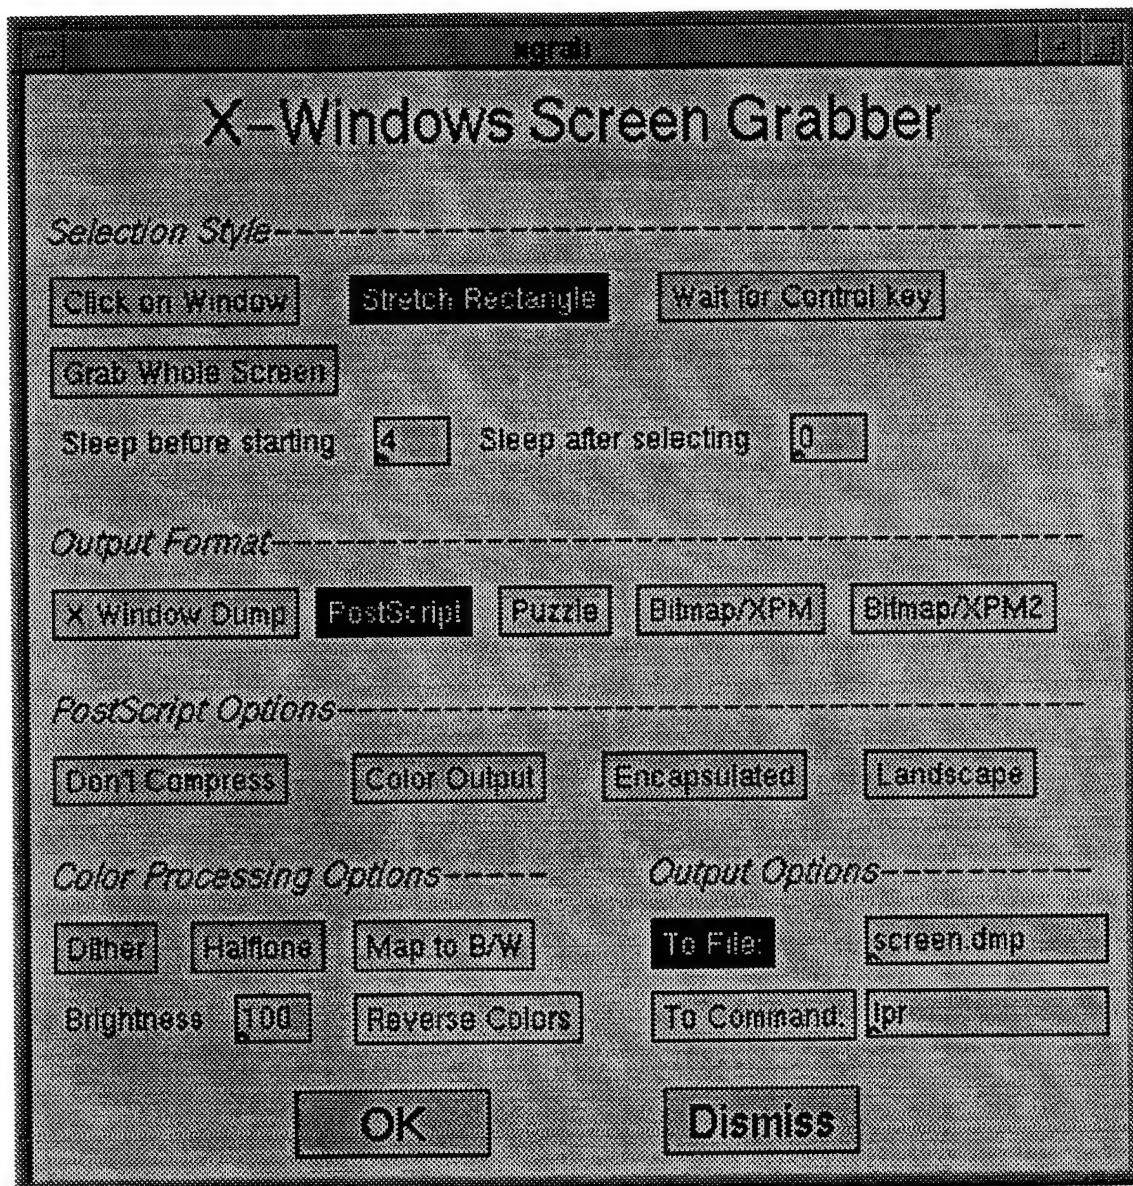 xgrab
X-Windows Screen Grabber
Selection Style
Click on Window Stretch Rectangle Wait for Control key
Grab Whole Screen
Sleep before starting 4 Sleep after selecting 0
Output Format
X Window Dump PostScript Puzzle Bitmap/XPM Bitmap/XPM2
PostScript Options
Don't Compress Color Output Encapsulated Landscape
Color Processing Options Output Options
Dither Halftone Map to B/W To File: screen.dmp
Brightness 100 Reverse Colors To Command: lpr
OK Dismiss